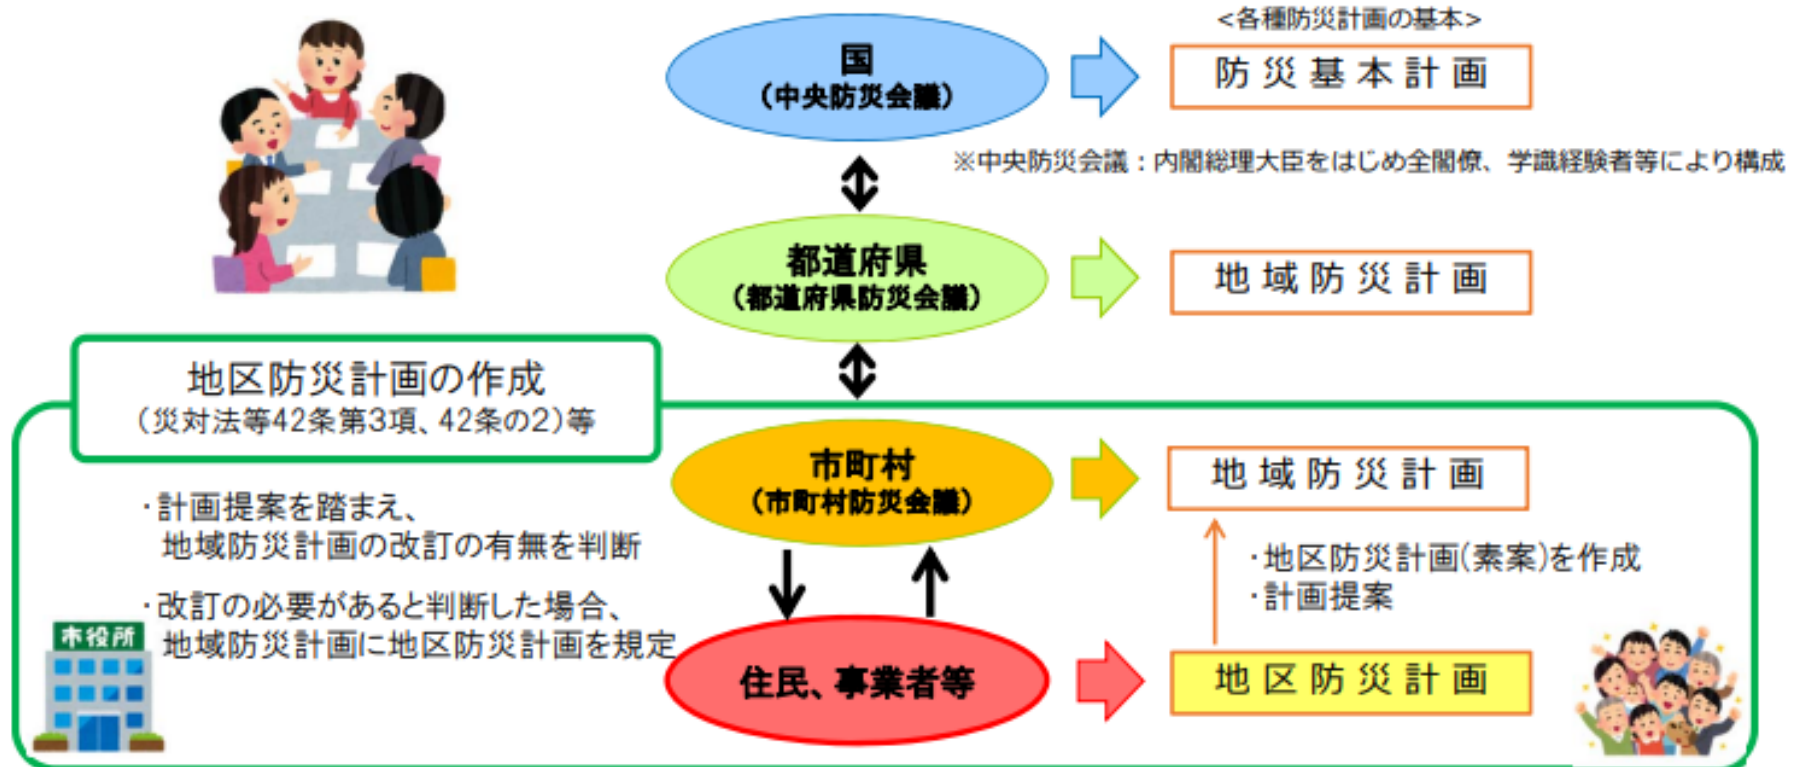 <各種防災計画の基本>
国
（中央防災会議）
防災基本計画
※中央防災会議：内閣総理大臣をはじめ全閣僚、学識経験者等により構成
都道府県
（都道府県防災会議）
地域防災計画
地区防災計画の作成
（災対法等42条第3項、42条の2）等
市町村
（市町村防災会議）
地域防災計画
・計画提案を踏まえ、
地域防災計画の改訂の有無を判断
・改訂の必要があると判断した場合、
地域防災計画に地区防災計画を規定
・地区防災計画(素案)を作成
・計画提案
市役所
住民、事業者等
地区防災計画